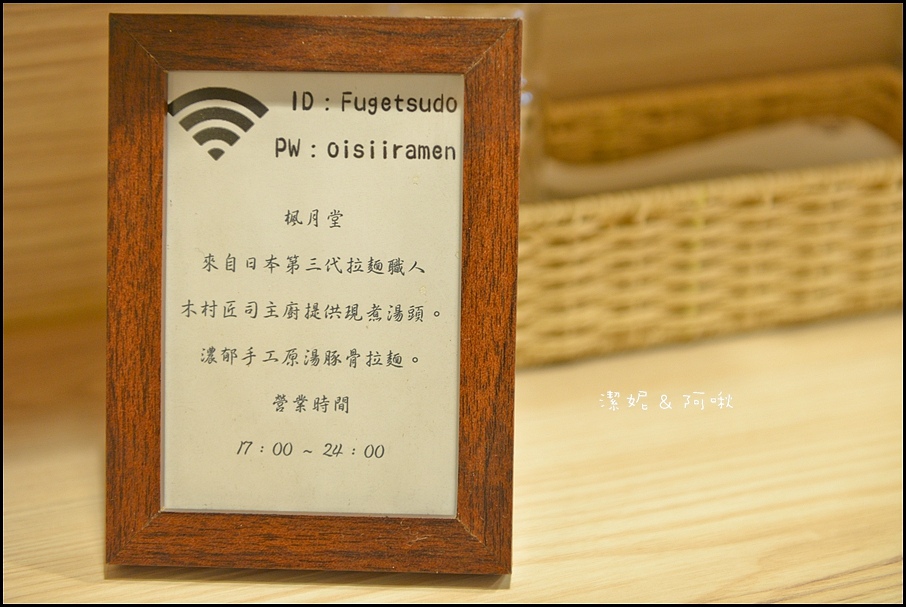 ID : Fugetsudo
PW : oisiiramen
楓月堂
來自日本第三代拉麵職人
木村匠司主廚提供現煮湯頭。
濃郁手工原湯豚骨拉麵。
營業時間
17：00 ~ 24：00
潔妮 & 阿啾